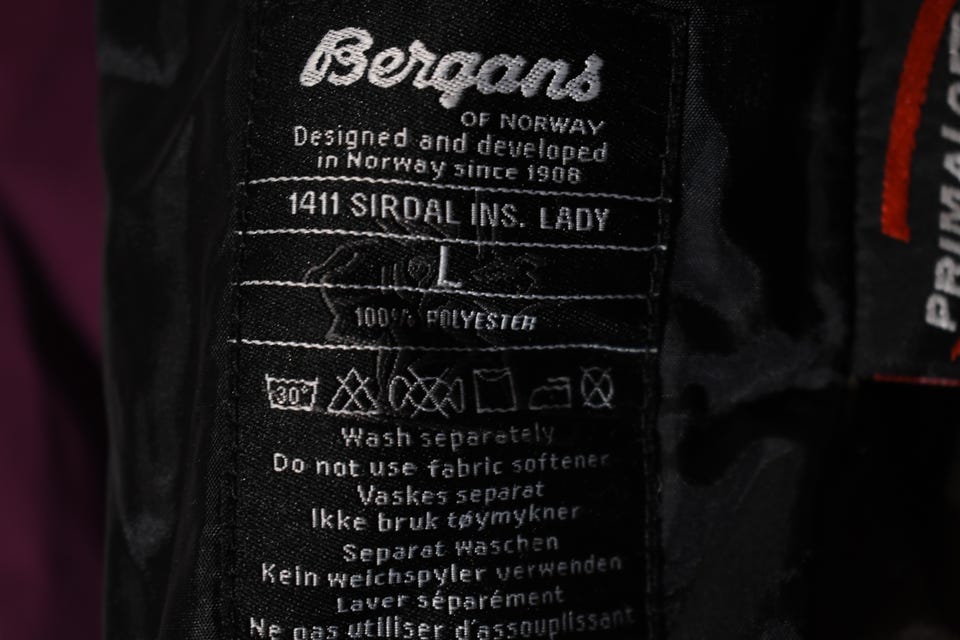 Bergans
OF NORWAY
Designed and developed
in Norway since 1908
1411 SIRDAL INS. LADY
L
100% POLYESTER
30°
Wash separately
Do not use fabric softener
Vaskes separat
Ikke bruk tøymykner
Separat waschen
Kein weichspyler verwenden
Laver séparément
Ne pas utiliser d'assouplissant
PRIMALOFT